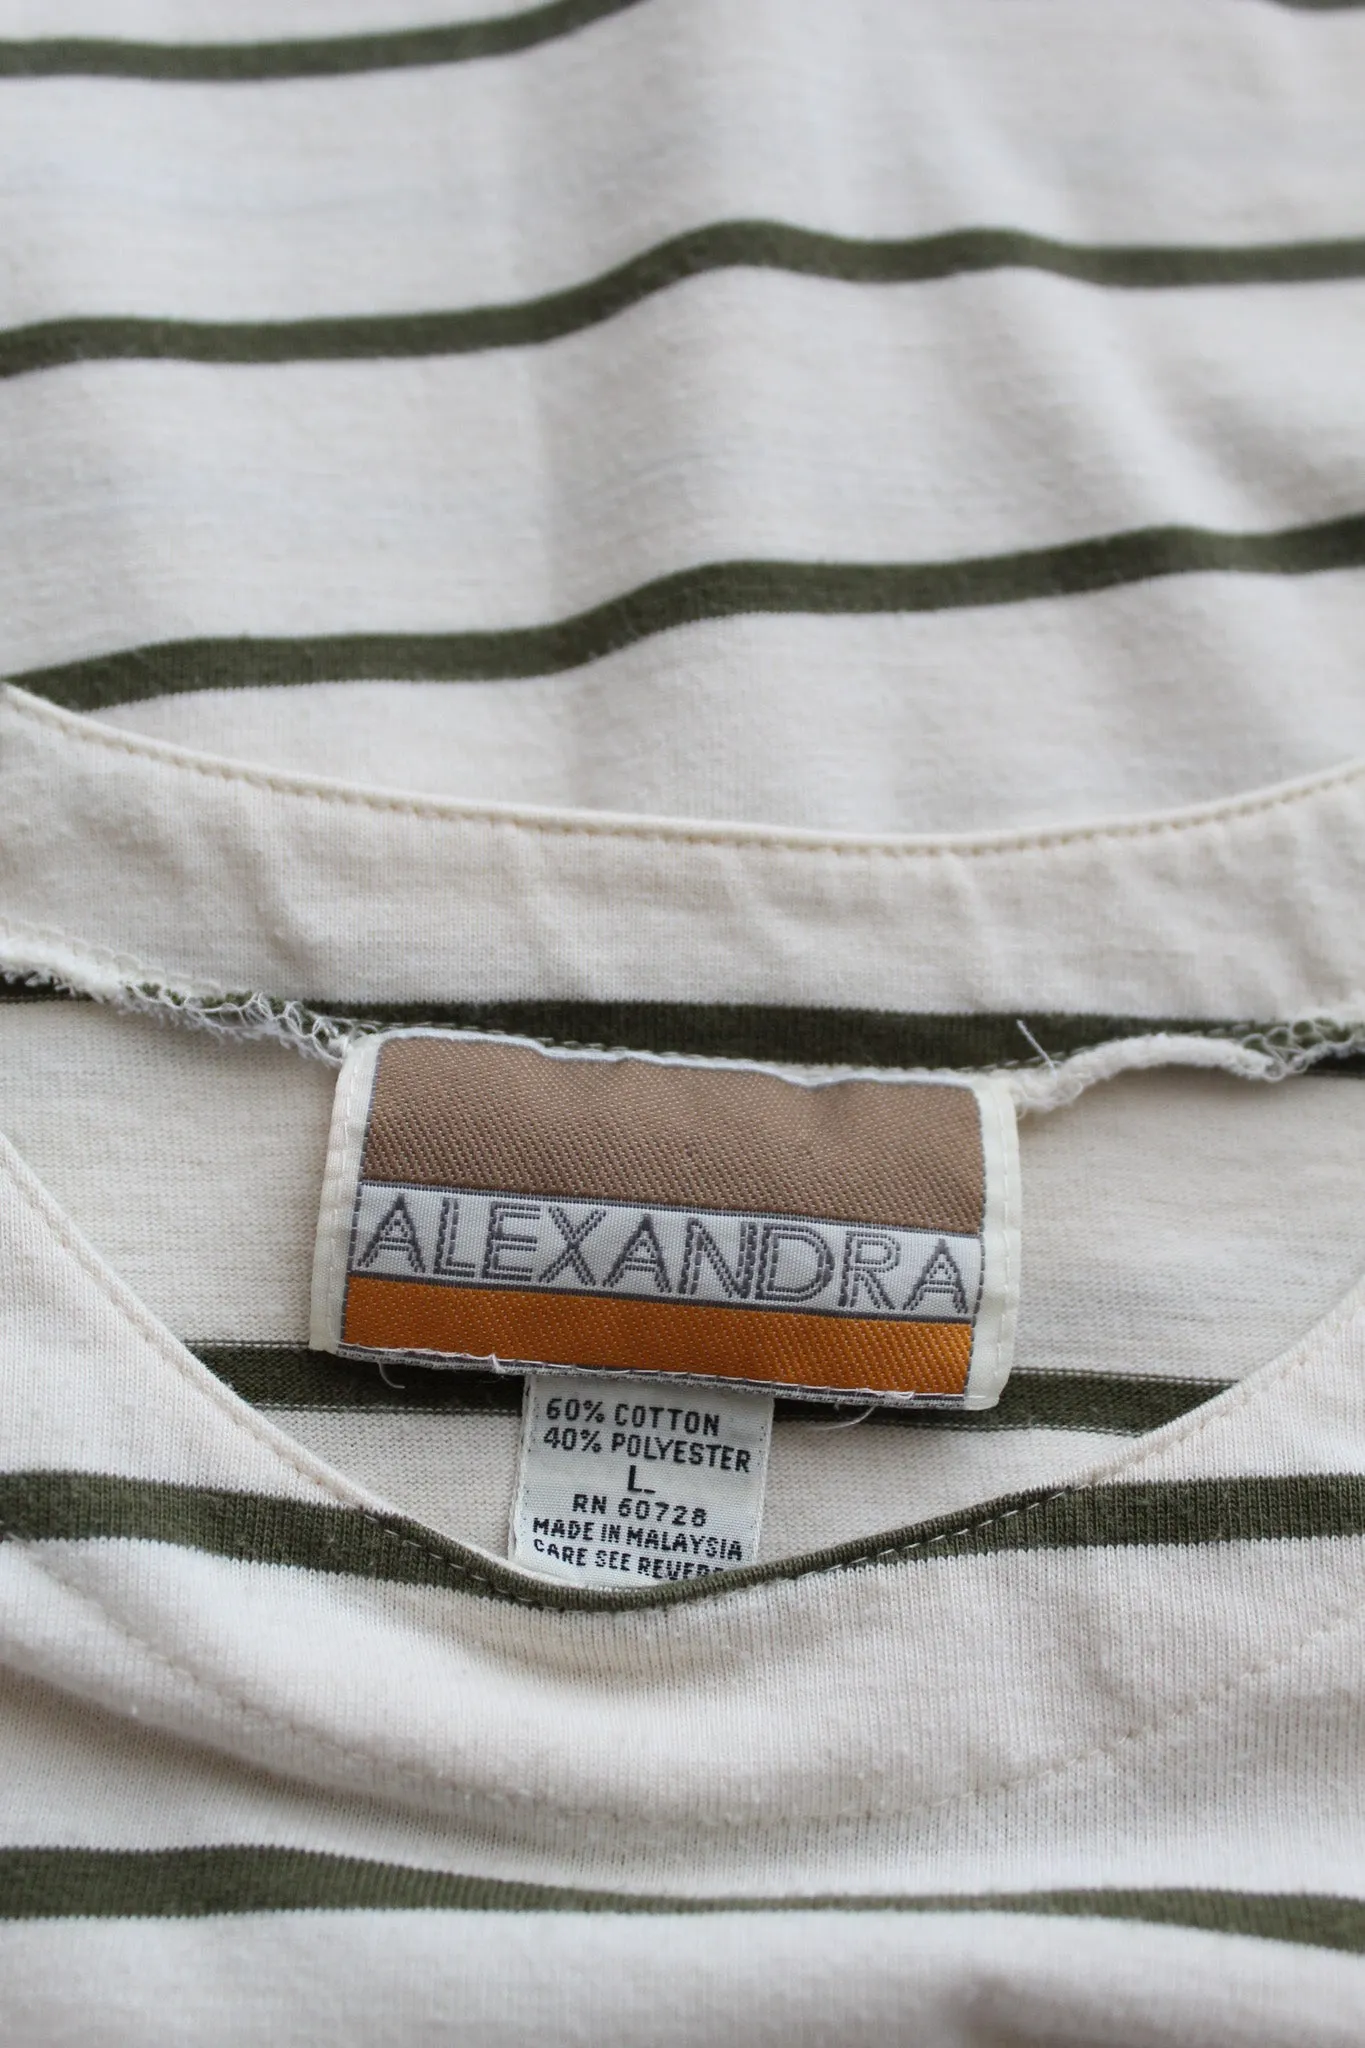 ALEXANDRA
60% COTTON
40% POLYESTER
L
RN 60728
MADE IN MALAYSIA
CARE SEE